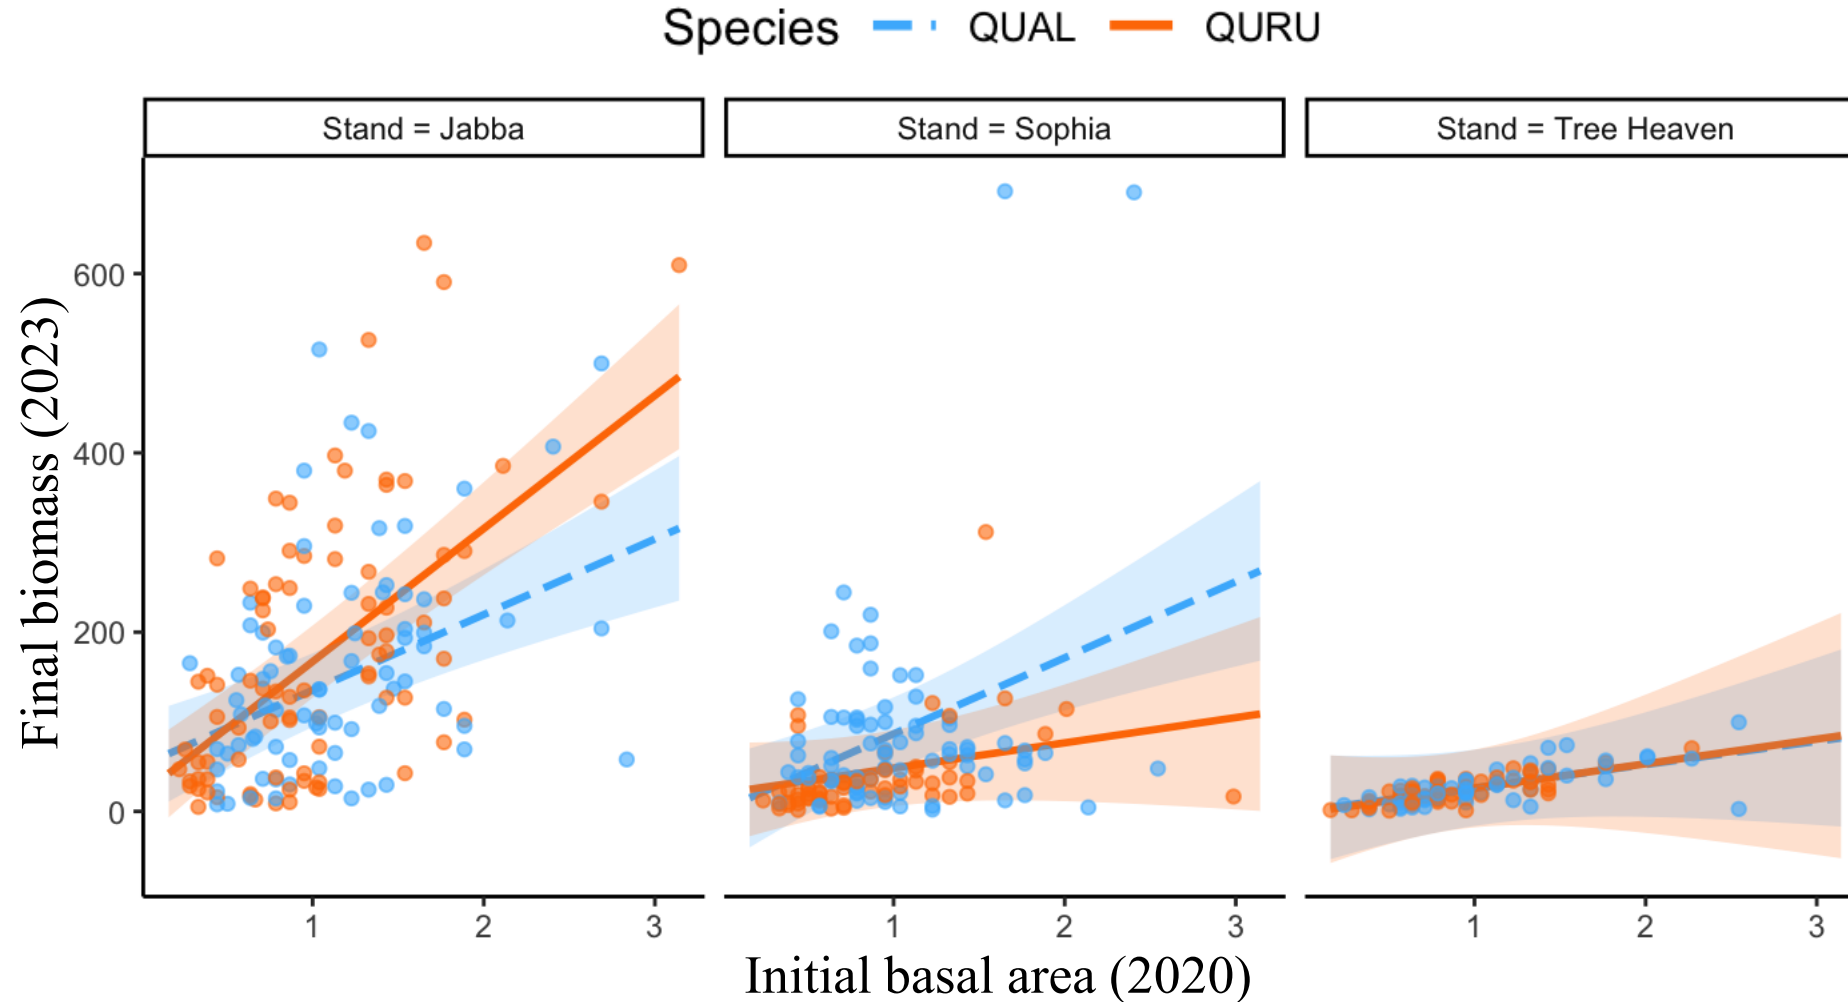 Species QUAL QURU
Stand = Jabba Stand = Sophia Stand = Tree Heaven
Final biomass (2023)
600
400
200
0
1 2 3 1 2 3 1 2 3
Initial basal area (2020)